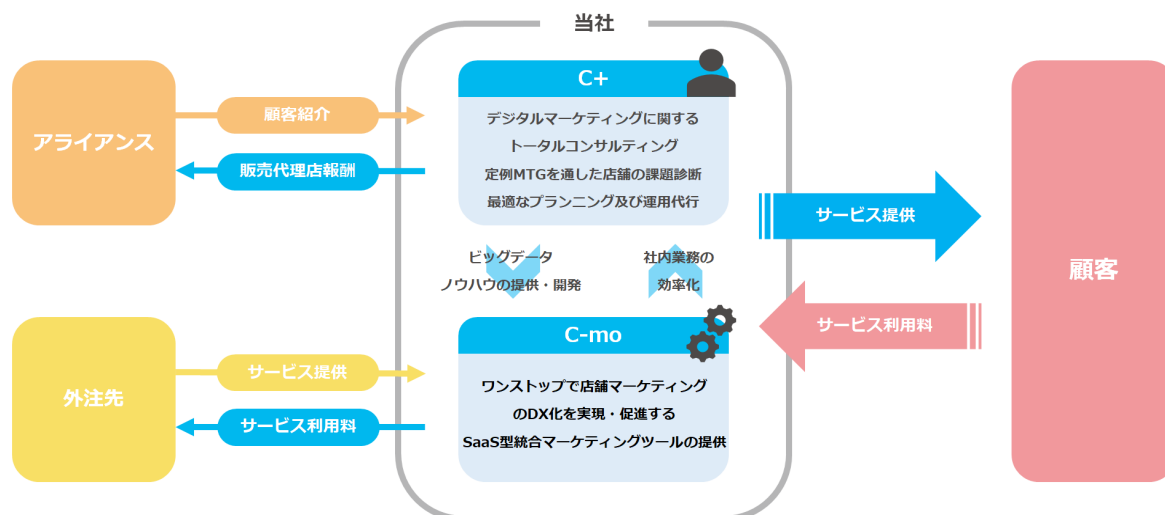 当社
アライアンス
顧客紹介
販売代理店報酬
C+
デジタルマーケティングに関する
トータルコンサルティング
定例MTGを通した店舗の課題診断
最適なプランニング及び運用代行
ビッグデータ
ノウハウの提供・開発
社内業務の
効率化
C-mo
ワンストップで店舗マーケティング
のDX化を実現・促進する
SaaS型統合マーケティングツールの提供
外注先
サービス提供
サービス利用料
サービス提供
サービス利用料
顧客